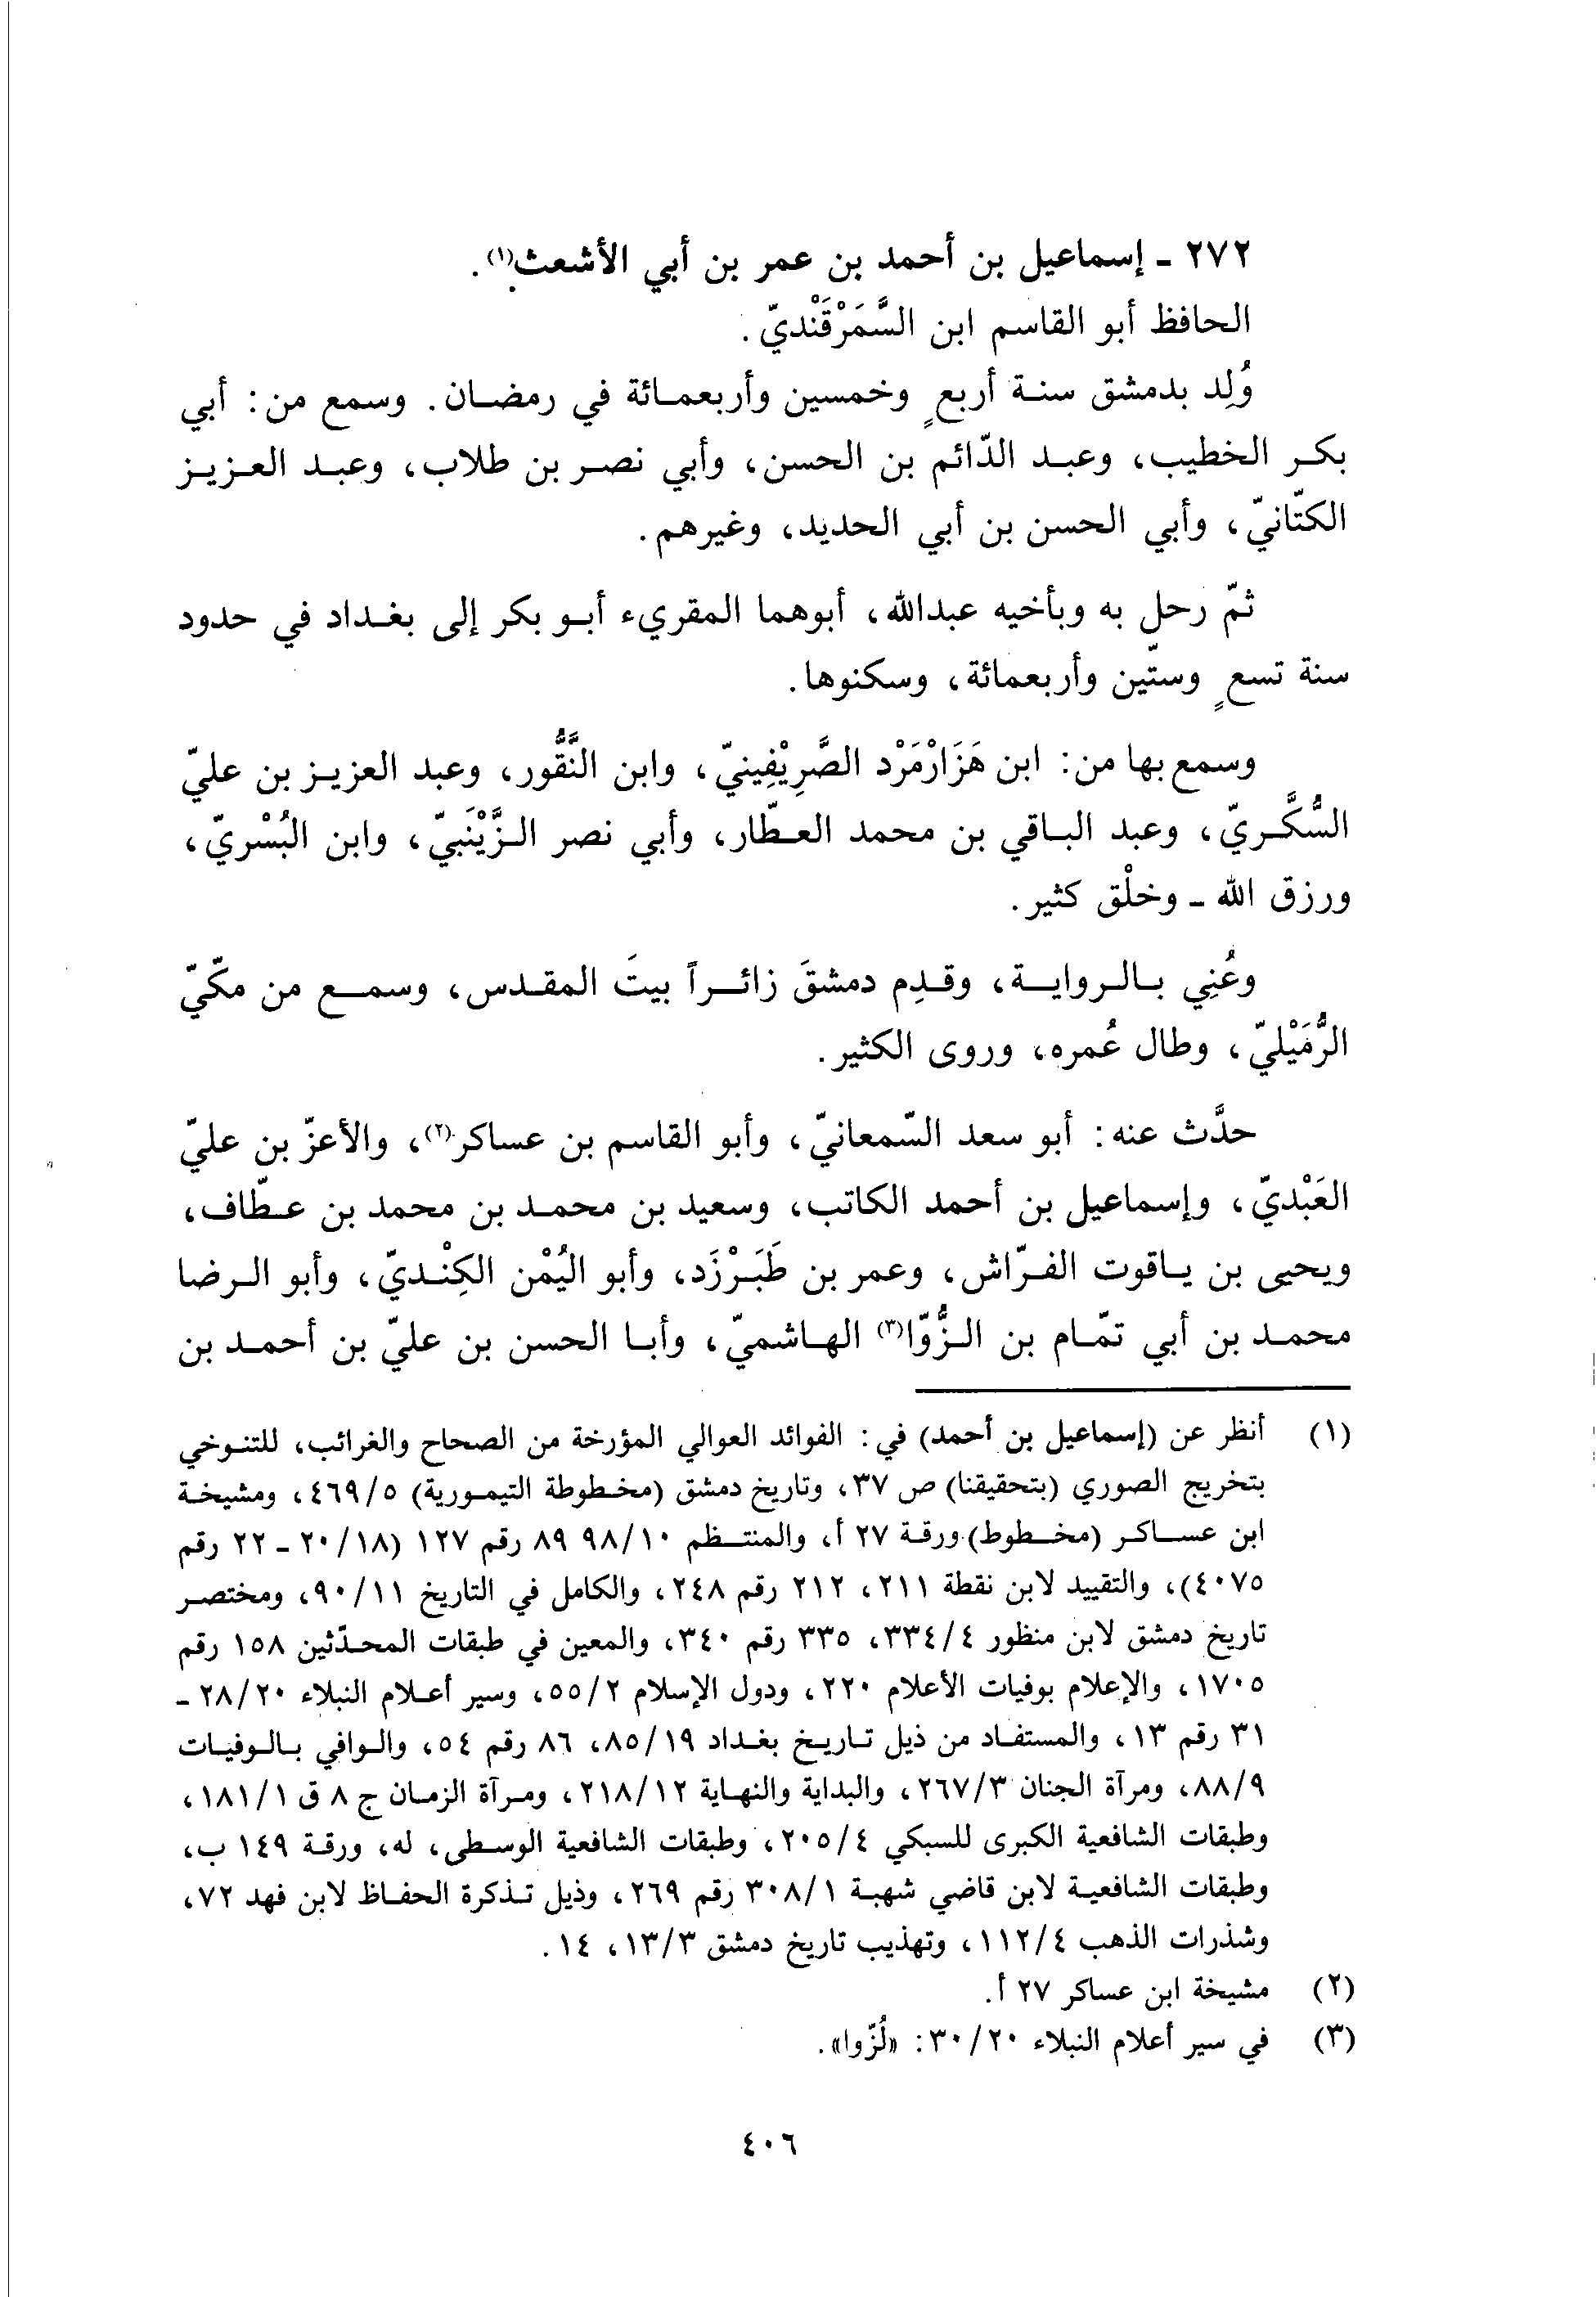 ٢٧٢ - إسماعيل بن أحمد بن عمر بن أبي الأشعث(١).
الحافظ أبو القاسم ابن السَّمَرْقَنْديّ.
وُلِد بدمشق سنة أربعٍ وخمسين وأربعمائة في رمضان. وسمع من: أبي
بكر الخطيب، وعبد الدّائم بن الحسن، وأبي نصر بن طلاب، وعبد العزيز
الكتّانيّ، وأبي الحسن بن أبي الحديد، وغيرهم.
ثمّ رحل به وبأخيه عبدالله، أبوهما المقريء أبو بكر إلى بغداد في حدود
سنة تسعٍ وستّين وأربعمائة، وسكنوها.
وسمع بها من: ابن هَزَارْمَرْد الصَّرِيْفِينيّ، وابن النَّقُّور، وعبد العزيز بن عليّ
السُّكَّريّ، وعبد الباقي بن محمد العطّار، وأبي نصر الزَّيْنَبيّ، وابن البُسْريّ،
ورزق الله - وخلْق كثير.
وعُنِي بالرواية، وقدِم دمشقَ زائراً بيتَ المقدس، وسمع من مكّيّ
الرُّمَيْليّ، وطال عُمره، وروى الكثير.
حدَّث عنه: أبو سعد السّمعانيّ، وأبو القاسم بن عساكر(٢)، والأعزّ بن عليّ
العَبْديّ، وإسماعيل بن أحمد الكاتب، وسعيد بن محمد بن محمد بن عطّاف،
ويحيى بن ياقوت الفرّاش، وعمر بن طَبَرْزَد، وأبو اليُمْن الكِنْديّ، وأبو الرضا
محمد بن أبي تمّام بن الزُّوّا(٣) الهاشميّ، وأبا الحسن بن عليّ بن أحمد بن
(١) أنظر عن (إسماعيل بن أحمد) في: الفوائد العوالي المؤرخة من الصحاح والغرائب، للتنوخي
بتخريج الصوري (بتحقيقنا) ص ٣٧، وتاريخ دمشق (مخطوطة التيمورية) ٤٦٩/٥، ومشيخة
ابن عساكر (مخطوط) ورقة ٢٧ أ، والمنتظم ٩٨/١٠ ٨٩ رقم ١٢٧ (٢٠/١٨ - ٢٢ رقم
٤٠٧٥)، والتقييد لابن نقطة ٢١١، ٢١٢ رقم ٢٤٨، والكامل في التاريخ ٩٠/١١، ومختصر
تاريخ دمشق لابن منظور ٣٣٤/٤، ٣٣٥ رقم ٣٤٠، والمعين في طبقات المحدّثين ١٥٨ رقم
١٧٠٥، والإعلام بوفيات الأعلام ٢٢٠، ودول الإسلام ٥٥/٢، وسير أعلام النبلاء ٢٨/٢٠ -
٣١ رقم ١٣، والمستفاد من ذيل تاريخ بغداد ٨٥/١٩، ٨٦ رقم ٥٤، والوافي بالوفيات
٨٨/٩، ومرآة الجنان ٢٦٧/٣، والبداية والنهاية ٢١٨/١٢، ومرآة الزمان ج ٨ ق ١٨١/١،
وطبقات الشافعية الكبرى للسبكي ٢٠٥/٤، وطبقات الشافعية الوسطى، له، ورقة ١٤٩ ب،
وطبقات الشافعية لابن قاضي شهبة ٣٠٨/١ رقم ٢٦٩، وذيل تذكرة الحفاظ لابن فهد ٧٢،
وشذرات الذهب ١١٢/٤، وتهذيب تاريخ دمشق ١٣/٣، ١٤.
(٢) مشيخة ابن عساكر ٢٧ أ.
(٣) في سير أعلام النبلاء ٣٠/٢٠: «لُزّوا».
٤٠٦